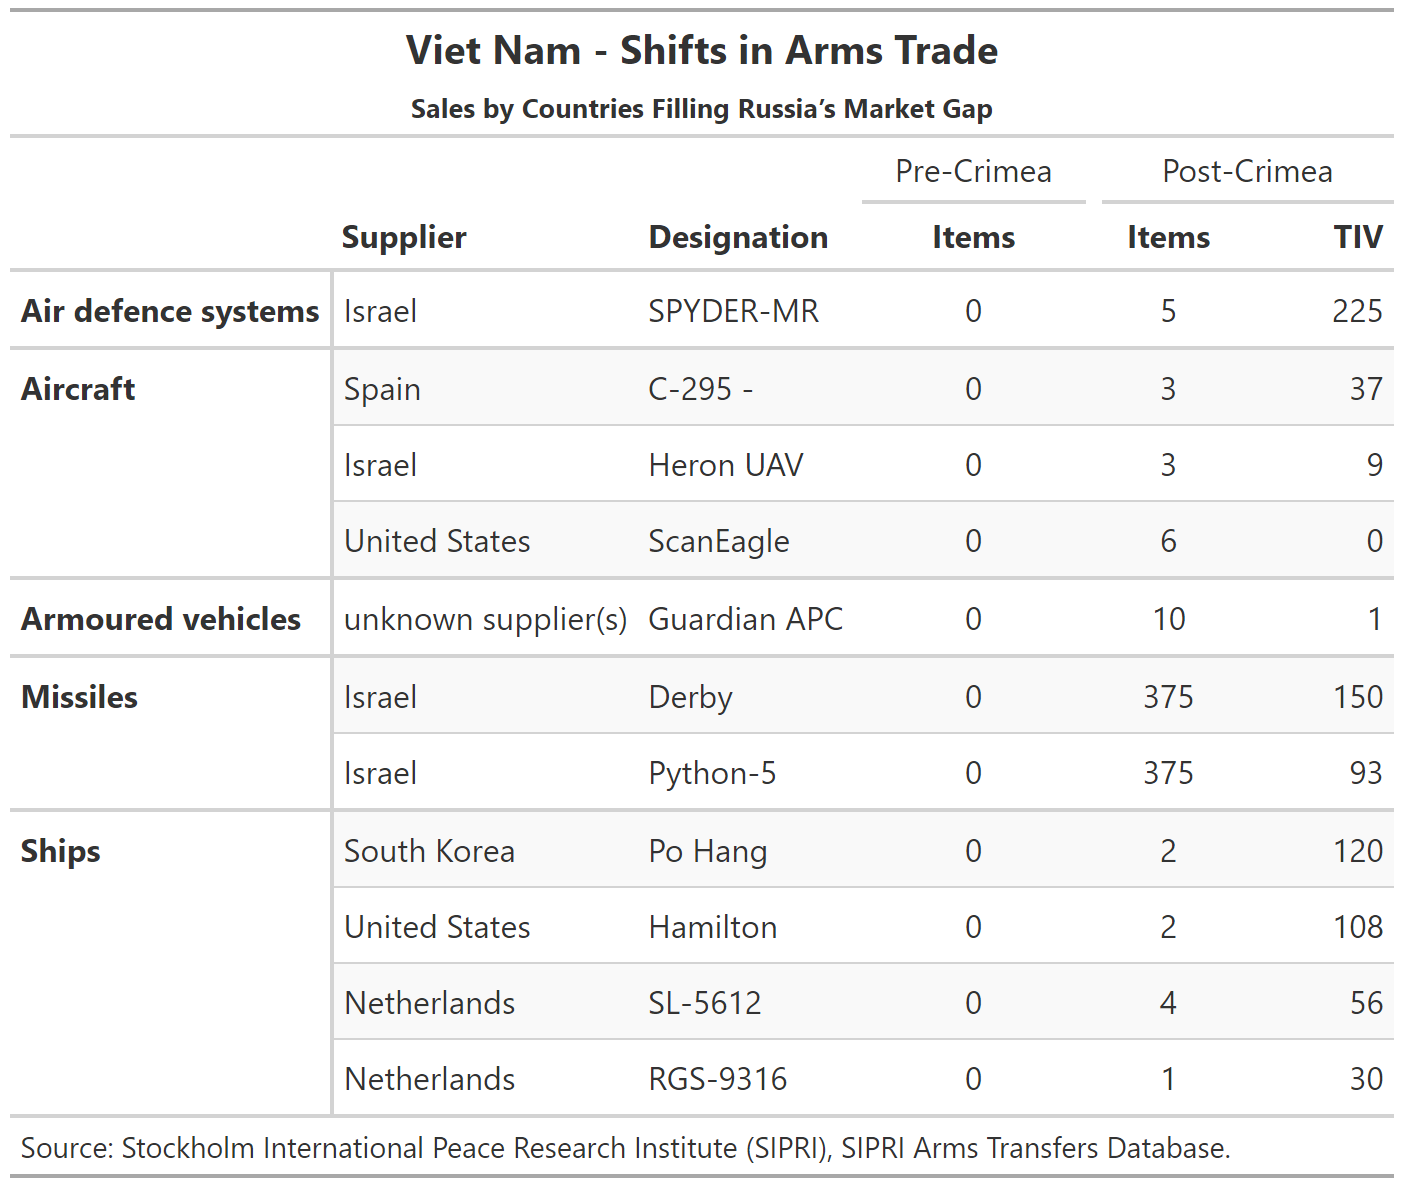 Viet Nam - Shifts in Arms Trade
Sales by Countries Filling Russia’s Market Gap
Pre-Crimea Post-Crimea
Supplier Designation Items Items TIV
Air defence systems Israel SPYDER-MR 0 5 225
Aircraft Spain C-295 - 0 3 37
Israel Heron UAV 0 3 9
United States ScanEagle 0 6 0
Armoured vehicles unknown supplier(s) Guardian APC 0 10 1
Missiles Israel Derby 0 375 150
Israel Python-5 0 375 93
Ships South Korea Po Hang 0 2 120
United States Hamilton 0 2 108
Netherlands SL-5612 0 4 56
Netherlands RGS-9316 0 1 30
Source: Stockholm International Peace Research Institute (SIPRI), SIPRI Arms Transfers Database.